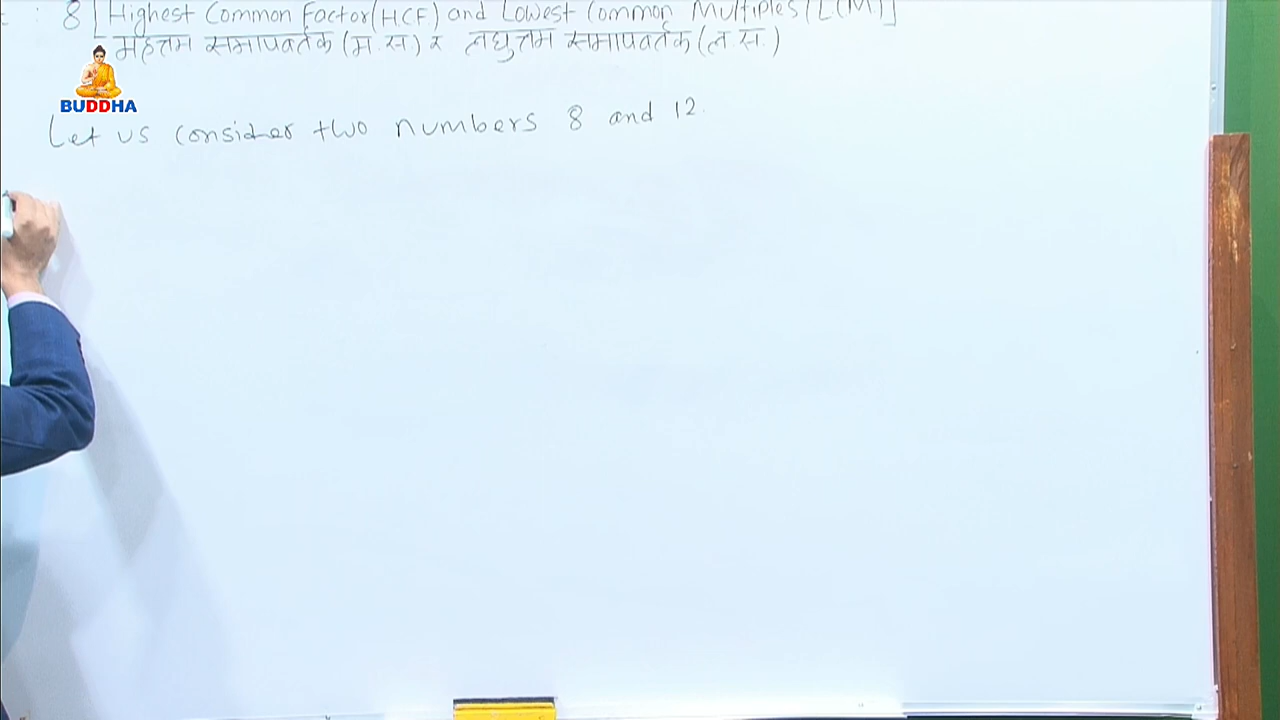 : 8 [Highest Common Factor (HCF) and Lowest Common Multiples (LCM)]
महत्तम समापवर्तक (म.स) र लघुत्तम समापवर्तक (ल.स.)
BUDDHA
Let us consider two numbers 8 and 12.